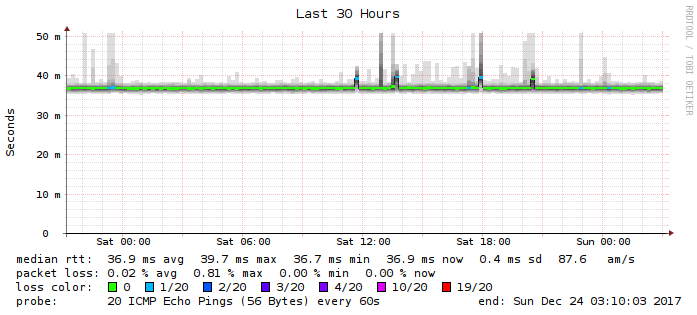 Last 30 Hours
RRDTOOL / TOBI OETIKER
Seconds
50 m
40 m
30 m
20 m
10 m
0
Sat 00:00 Sat 06:00 Sat 12:00 Sat 18:00 Sun 00:00
median rtt: 36.9 ms avg 39.7 ms max 36.7 ms min 36.9 ms now 0.4 ms sd 87.6 am/s
packet loss: 0.02 % avg 0.81 % max 0.00 % min 0.00 % now
loss color: 0 1/20 2/20 3/20 4/20 10/20 19/20
probe: 20 ICMP Echo Pings (56 Bytes) every 60s end: Sun Dec 24 03:10:03 2017